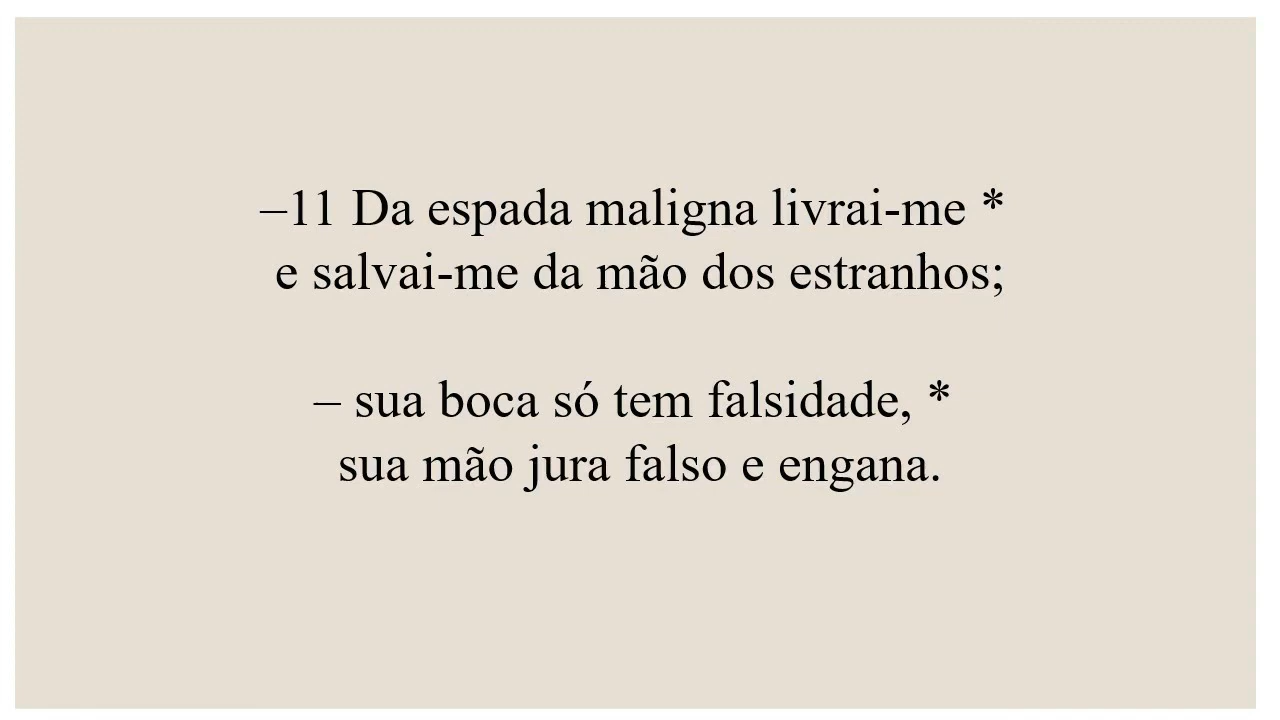 –11 Da espada maligna livrai-me *
e salvai-me da mão dos estranhos;
– sua boca só tem falsidade, *
sua mão jura falso e engana.